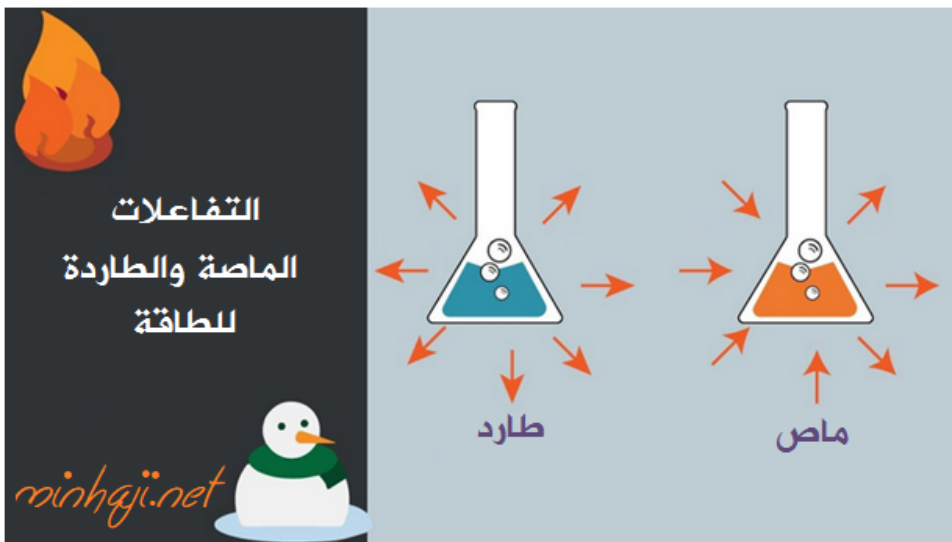 التفاعلات
الماصة والطاردة
للطاقة
طارد
ماص
minhaji.net